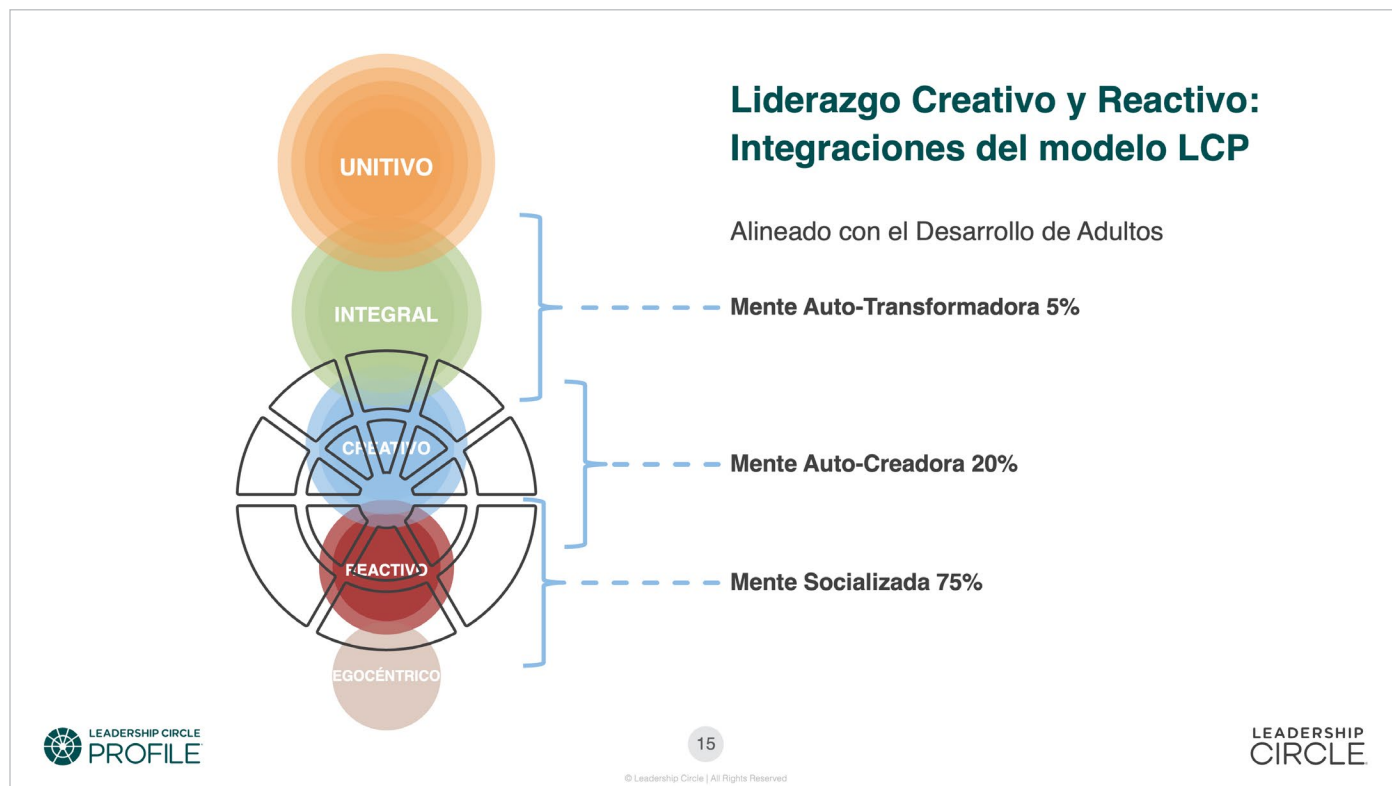 Liderazgo Creativo y Reactivo:
Integraciones del modelo LCP
Alineado con el Desarrollo de Adultos
UNITIVO
INTEGRAL
Mente Auto-Transformadora 5%
CREATIVO
Mente Auto-Creadora 20%
REACTIVO
Mente Socializada 75%
EGOCÉNTRICO
LEADERSHIP CIRCLE
PROFILE
15
© Leadership Circle | All Rights Reserved
LEADERSHIP
CIRCLE